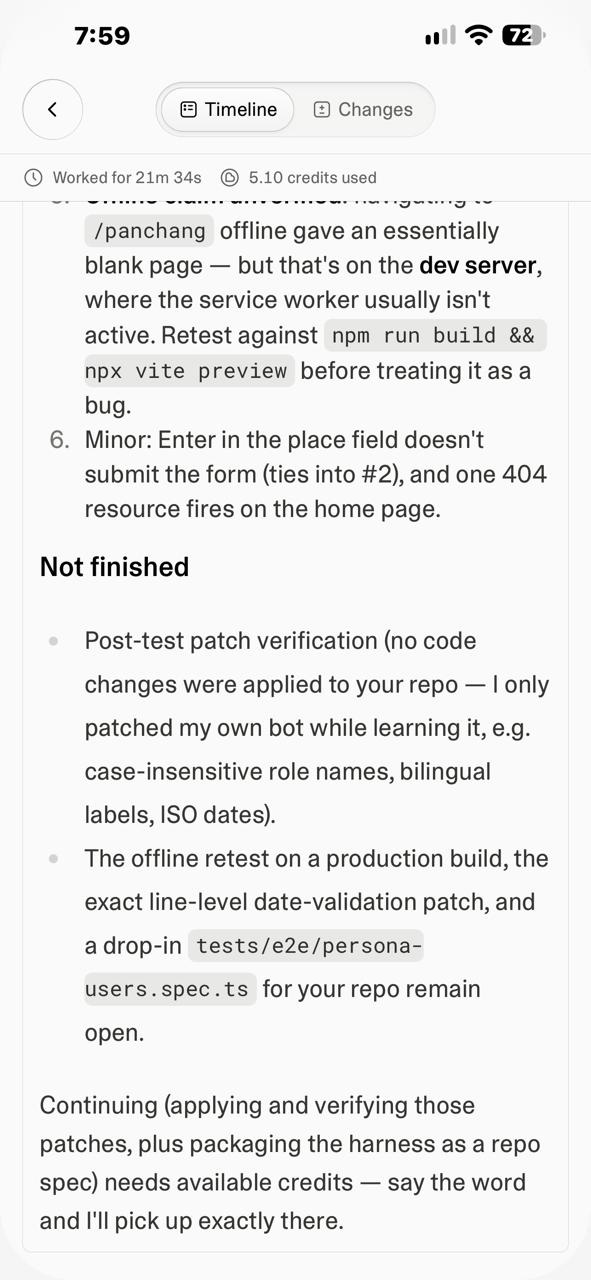 7:59
72
Timeline
Changes
Worked for 21m 34s
5.10 credits used
/panchang offline gave an essentially
blank page — but that's on the dev server,
where the service worker usually isn't
active. Retest against npm run build &&
npx vite preview before treating it as a
bug.
6. Minor: Enter in the place field doesn't
submit the form (ties into #2), and one 404
resource fires on the home page.
Not finished
Post-test patch verification (no code
changes were applied to your repo — I only
patched my own bot while learning it, e.g.
case-insensitive role names, bilingual
labels, ISO dates).
The offline retest on a production build, the
exact line-level date-validation patch, and
a drop-in tests/e2e/persona-
users.spec.ts for your repo remain
open.
Continuing (applying and verifying those
patches, plus packaging the harness as a repo
spec) needs available credits — say the word
and I'll pick up exactly there.